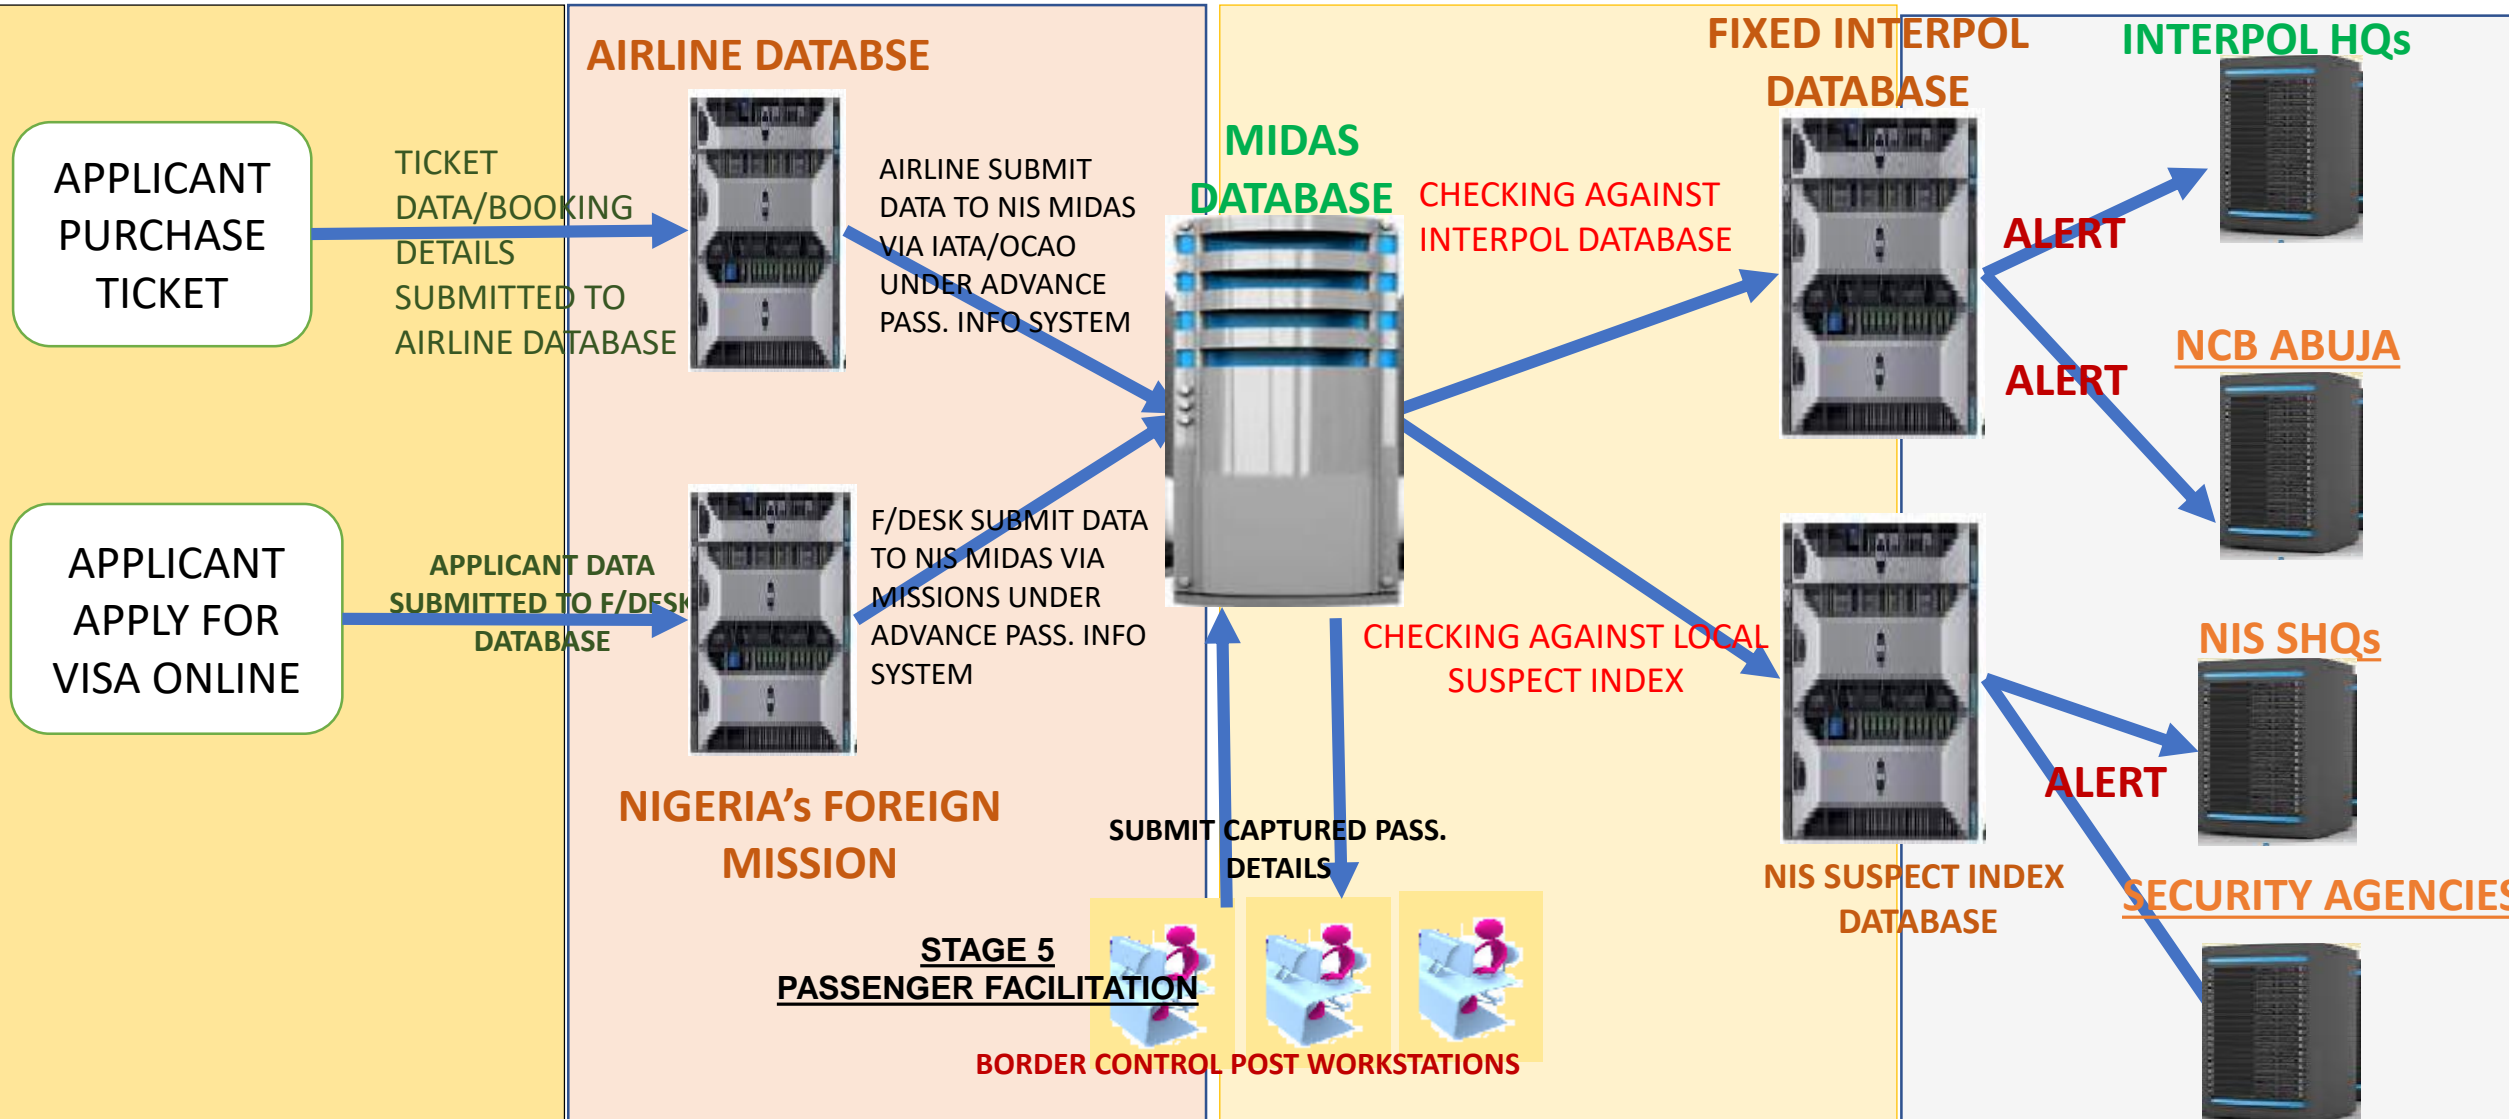 APPLICANT
PURCHASE
TICKET
TICKET
DATA/BOOKING
DETAILS
SUBMITTED TO
AIRLINE DATABASE
APPLICANT
APPLY FOR
VISA ONLINE
APPLICANT DATA
SUBMITTED TO F/DESK
DATABASE
AIRLINE DATABSE
AIRLINE SUBMIT
DATA TO NIS MIDAS
VIA IATA/OCAO
UNDER ADVANCE
PASS. INFO SYSTEM
F/DESK SUBMIT DATA
TO NIS MIDAS VIA
MISSIONS UNDER
ADVANCE PASS. INFO
SYSTEM
NIGERIA's FOREIGN
MISSION
MIDAS
DATABASE
CHECKING AGAINST
INTERPOL DATABASE
CHECKING AGAINST LOCAL
SUSPECT INDEX
SUBMIT CAPTURED PASS.
DETAILS
STAGE 5
PASSENGER FACILITATION
BORDER CONTROL POST WORKSTATIONS
FIXED INTERPOL
DATABASE
NIS SUSPECT INDEX
DATABASE
INTERPOL HQs
ALERT
NCB ABUJA
ALERT
NIS SHQs
ALERT
SECURITY AGENCIES